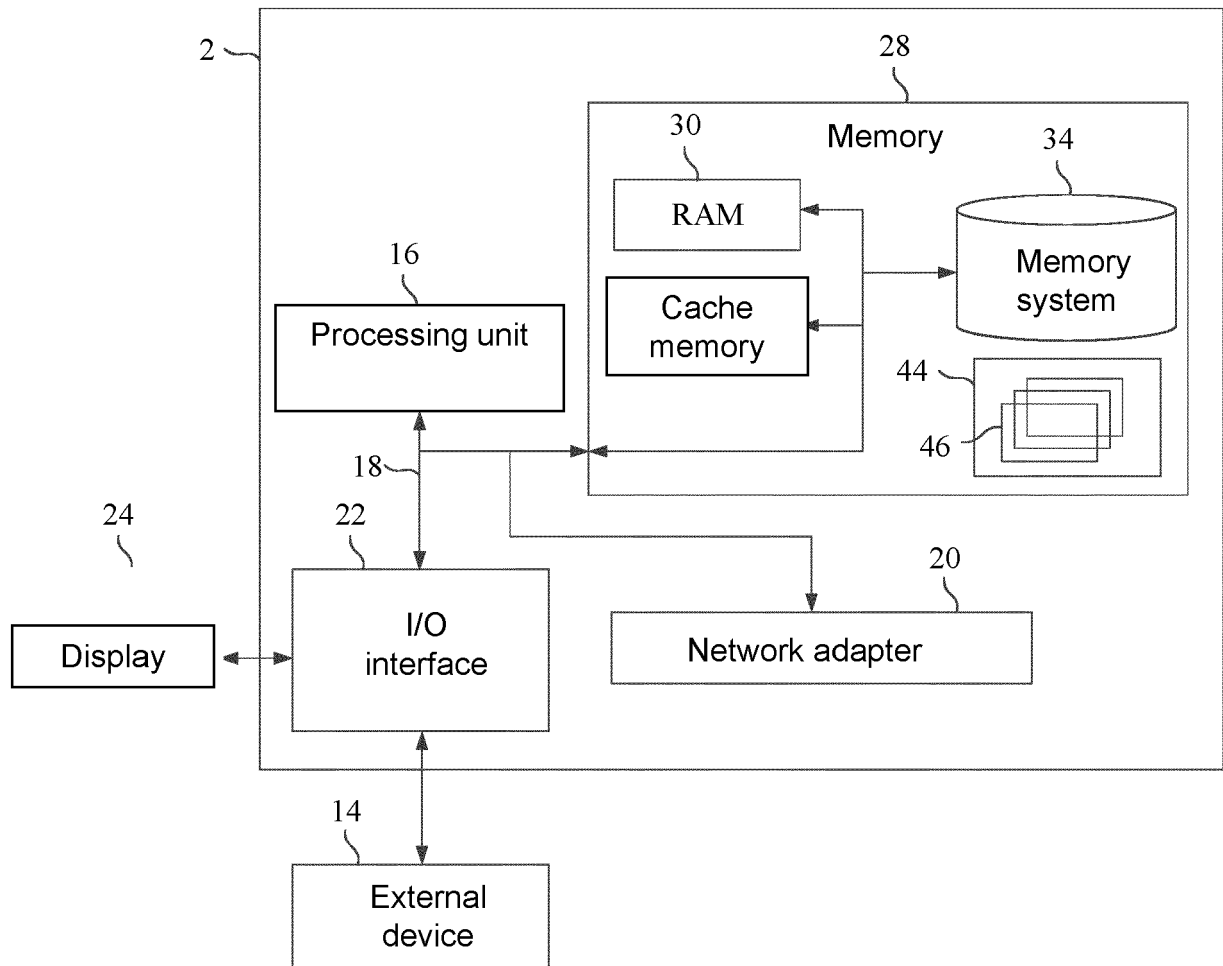 2
28
30
Memory
34
RAM
16
Memory
system
Processing unit
Cache
memory
44
46
18
24
22
20
I/O
interface
Display
Network adapter
14
External
device